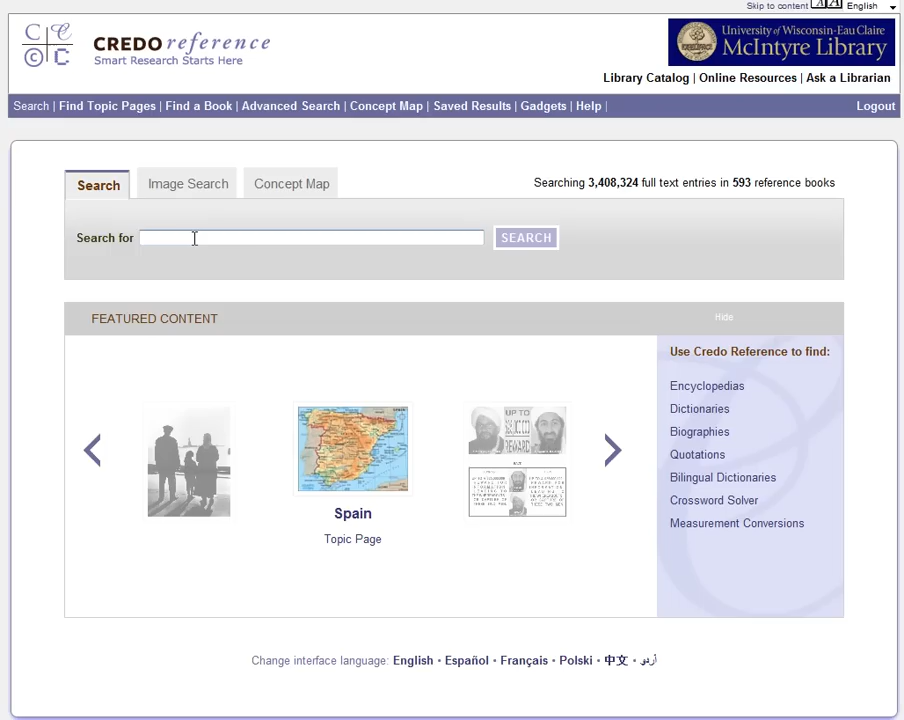 Skip to content A A English
CREDO reference
Smart Research Starts Here
University of Wisconsin-Eau Claire
McIntyre Library
Library Catalog | Online Resources | Ask a Librarian
Search | Find Topic Pages | Find a Book | Advanced Search | Concept Map | Saved Results | Gadgets | Help |
Logout
Search
Image Search
Concept Map
Searching 3,408,324 full text entries in 593 reference books
Search for
SEARCH
FEATURED CONTENT
Hide
UP TO
REWARD
Spain
Topic Page
Use Credo Reference to find:
Encyclopedias
Dictionaries
Biographies
Quotations
Bilingual Dictionaries
Crossword Solver
Measurement Conversions
Change interface language: English • Español • Français • Polski • 中文 • اُردو